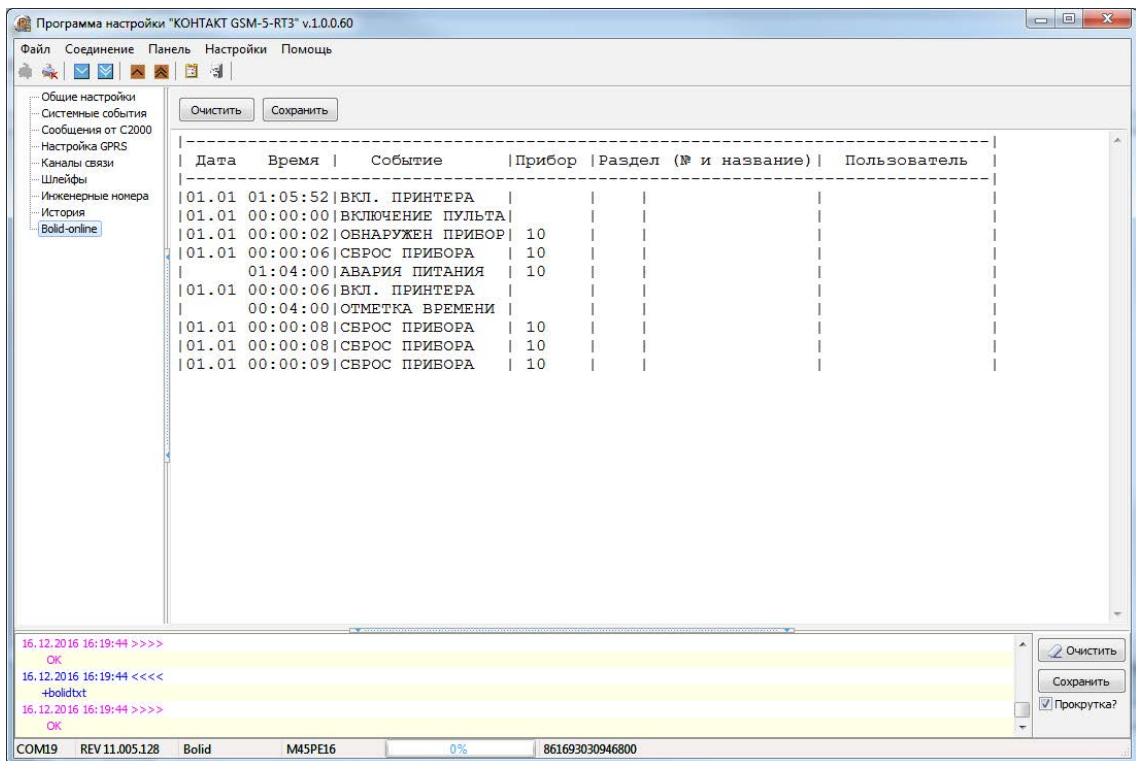 Программа настройки "КОНТАКТ GSM-5-RT3" v.1.0.0.60
Файл Соединение Панель Настройки Помощь
Общие настройки
Системные события
Сообщения от С2000
Настройка GPRS
Каналы связи
Шлейфы
Инженерные номера
История
Bolid-online
Очистить Сохранить
|--------------------------------------------------------------------------------|
| Дата Время | Событие |Прибор |Раздел (№ и название)| Пользователь |
|--------------------------------------------------------------------------------|
|01.01 01:05:52|ВКЛ. ПРИНТЕРА | | | | |
|01.01 00:00:00|ВКЛЮЧЕНИЕ ПУЛЬТА| | | | |
|01.01 00:00:02|ОБНАРУЖЕН ПРИБОР| 10 | | | |
|01.01 00:00:06|СБРОС ПРИБОРА | 10 | | | |
| 01:04:00|АВАРИЯ ПИТАНИЯ | 10 | | | |
|01.01 00:00:06|ВКЛ. ПРИНТЕРА | | | | |
| 00:04:00|ОТМЕТКА ВРЕМЕНИ | | | | |
|01.01 00:00:08|СБРОС ПРИБОРА | 10 | | | |
|01.01 00:00:08|СБРОС ПРИБОРА | 10 | | | |
|01.01 00:00:09|СБРОС ПРИБОРА | 10 | | | |
16.12.2016 16:19:44 >>>>
OK
16.12.2016 16:19:44 <<<<
+bolidtxt
16.12.2016 16:19:44 >>>>
OK
Очистить
Сохранить
Прокрутка?
COM19 REV 11.005.128 Bolid M45PE16 0% 861693030946800